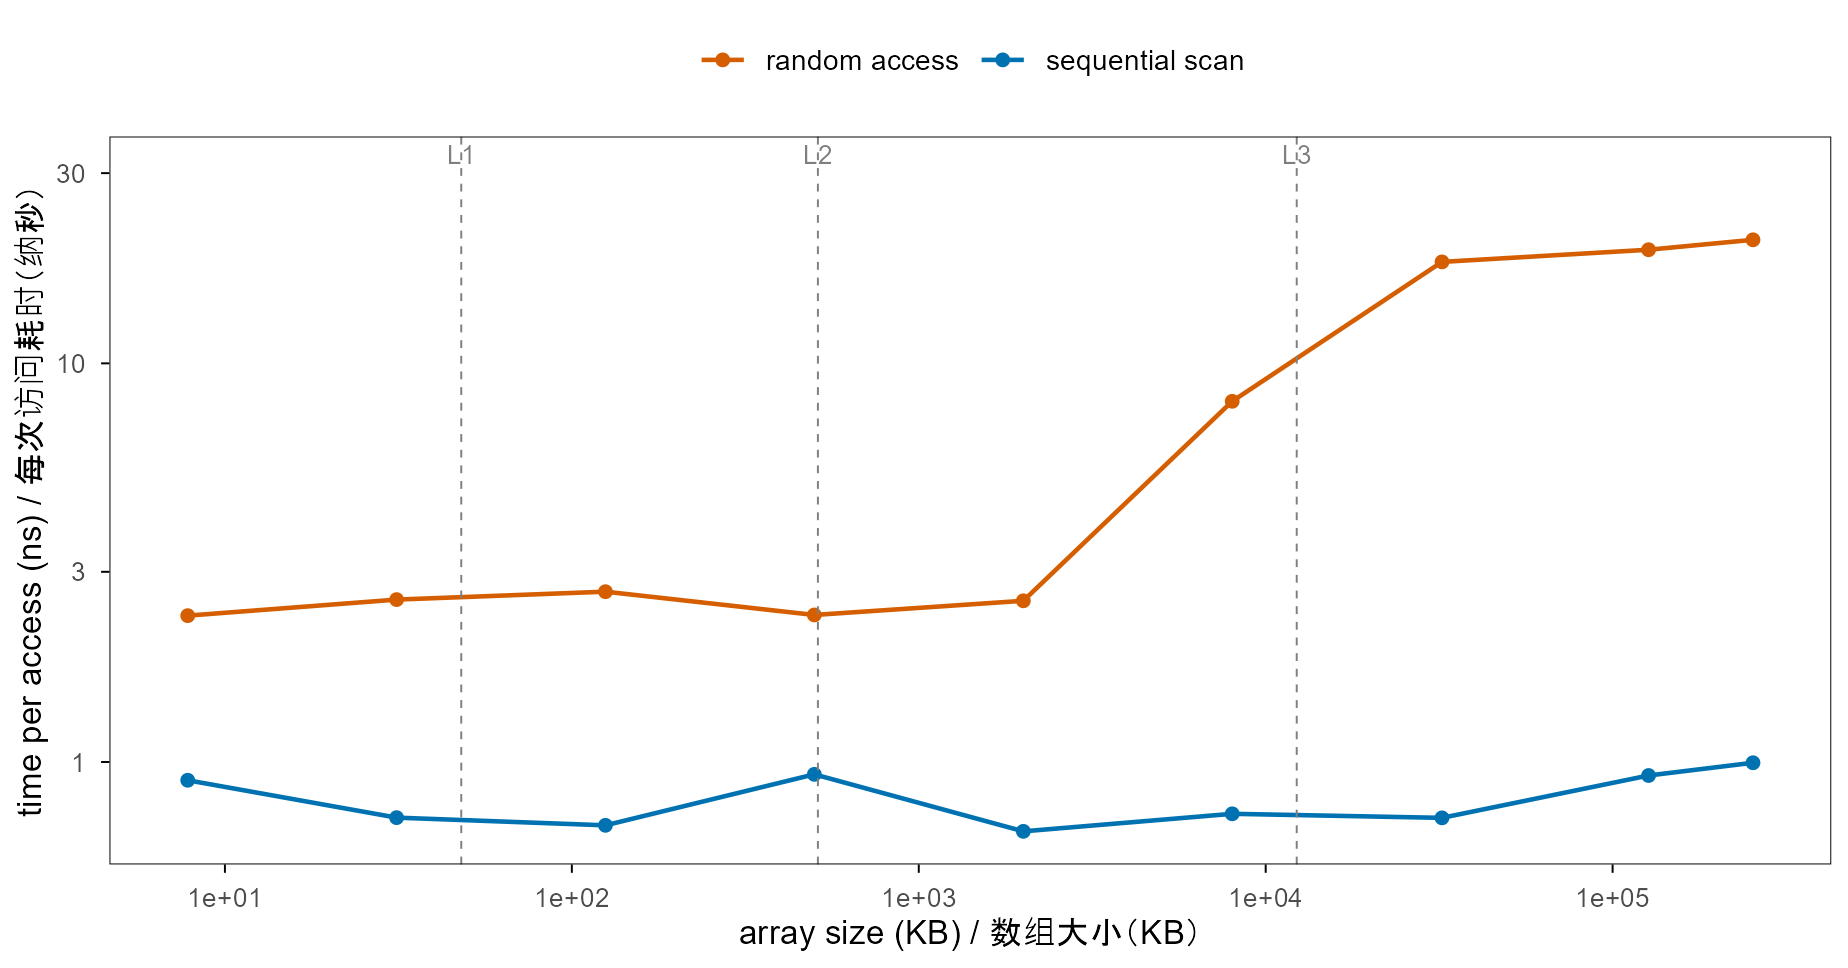 random access sequential scan
L1 L2 L3
30
10
3
1
time per access (ns) / 每次访问耗时（纳秒）
1e+01 1e+02 1e+03 1e+04 1e+05
array size (KB) / 数组大小（KB）